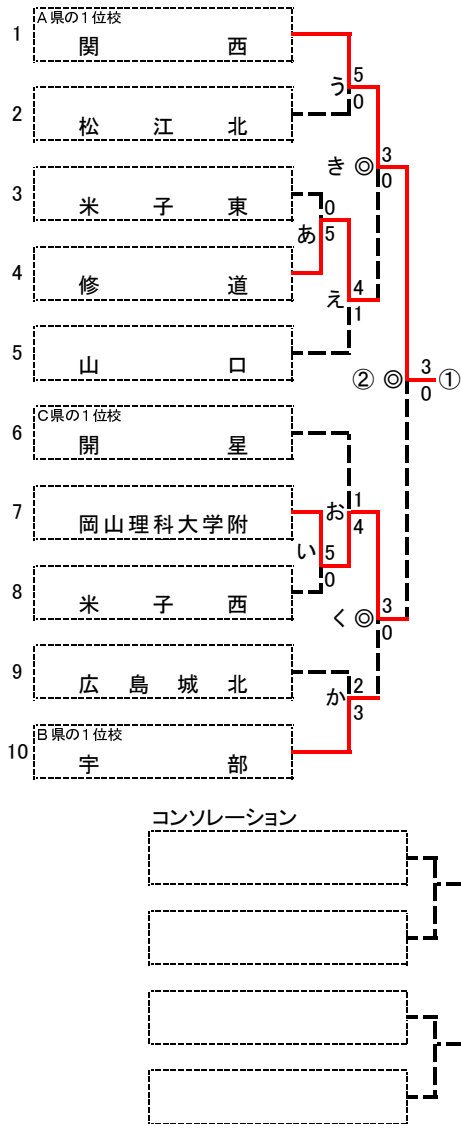 1
A県の1位校
関 西
う
5
0
2
松 江 北
き ◎
3
0
3
米 子 東
あ
0
5
4
修 道
え
4
1
5
山 口
② ◎
3
0
①
6
C県の1位校
開 星
7
岡山理科大学附
お
1
4
い
5
0
8
米 子 西
く ◎
3
0
9
広 島 城 北
か
2
3
10
B県の1位校
宇 部
コンソレーション